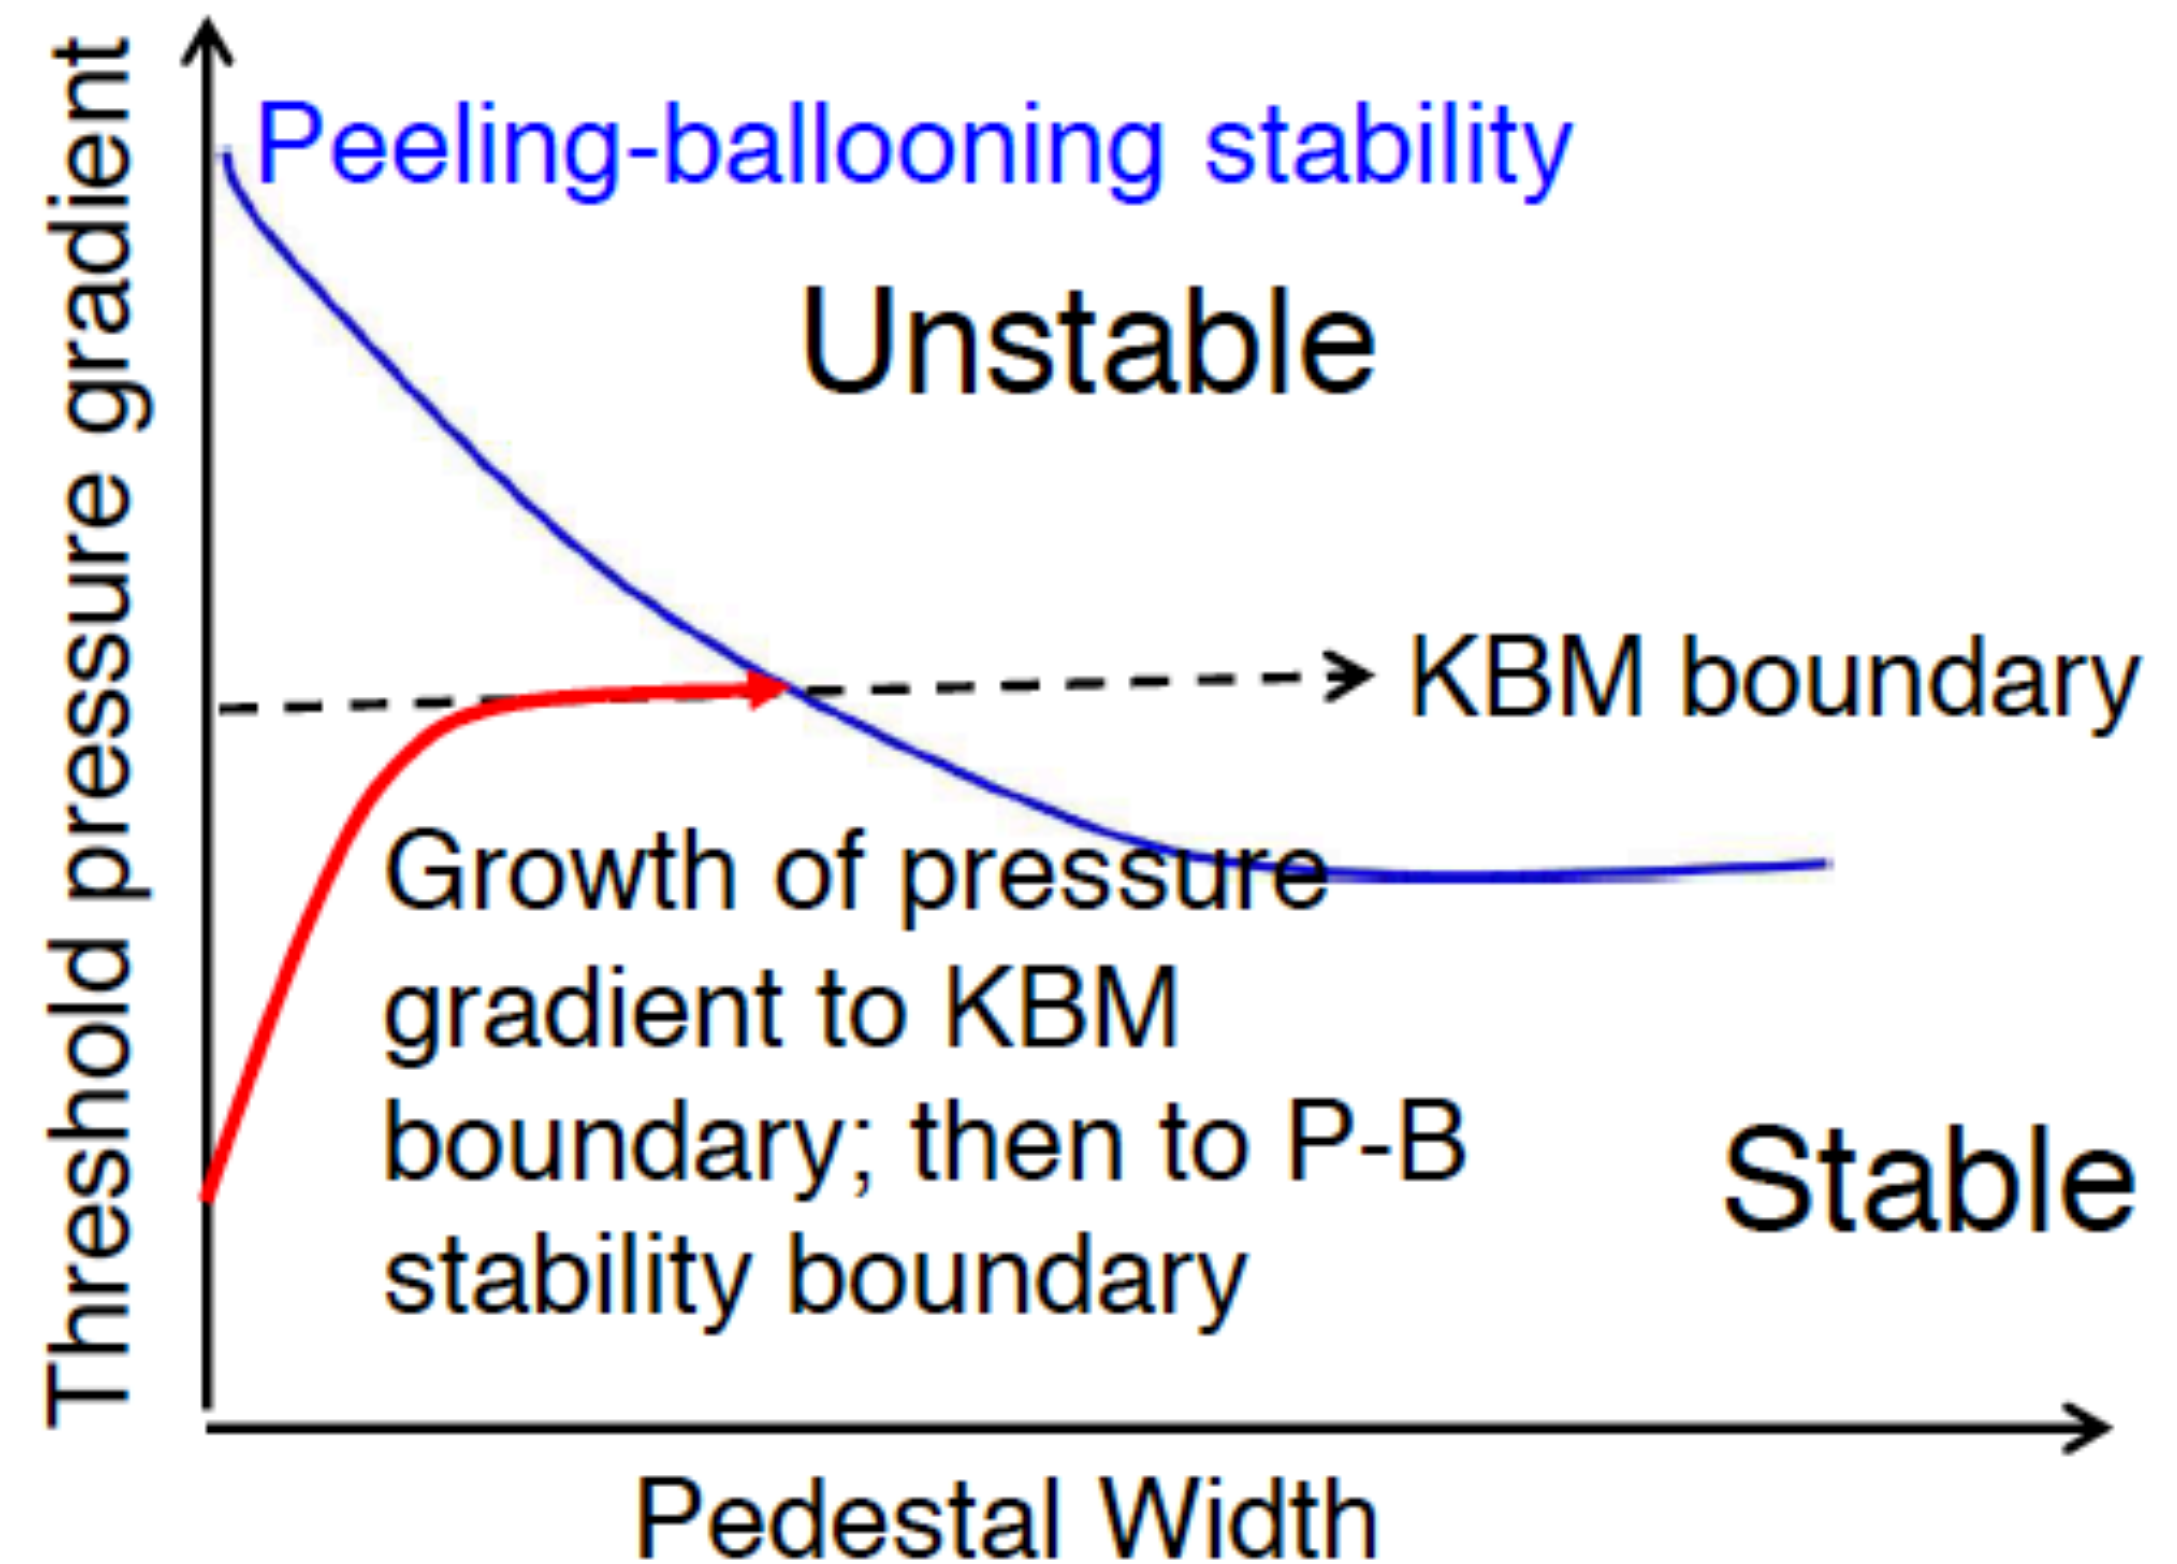 Threshold pressure gradient
Peeling-ballooning stability
Unstable
KBM boundary
Growth of pressure
gradient to KBM
boundary; then to P-B
stability boundary
Stable
Pedestal Width